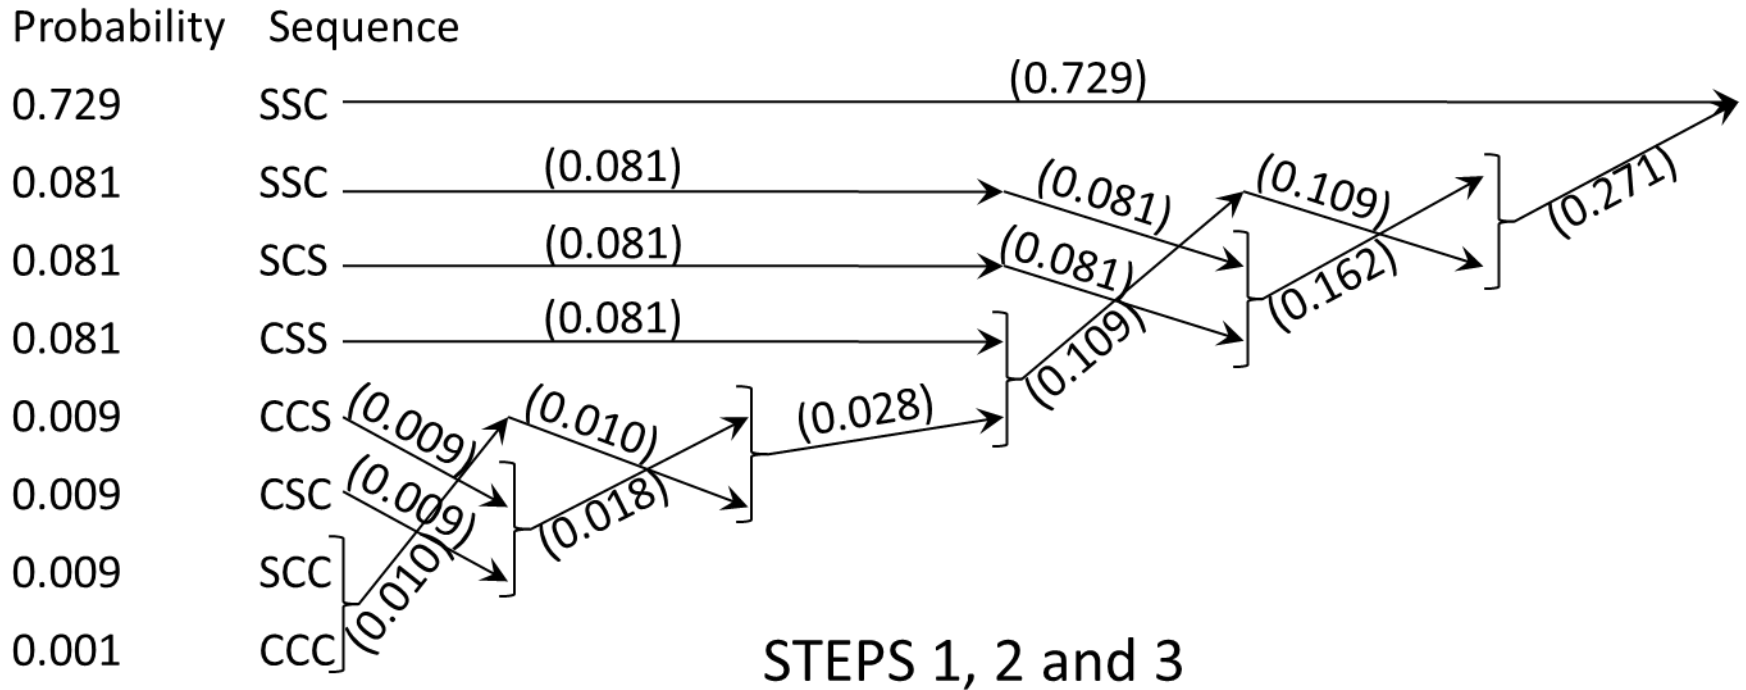 Probability Sequence
(0.729)
0.729 SSC
(0.081) (0.081) (0.109) (0.271)
0.081 SSC
(0.081) (0.081) (0.162)
0.081 SCS
(0.081) (0.109)
0.081 CSS
(0.009) (0.010) (0.028)
0.009 CCS
(0.009) (0.018)
0.009 CSC
(0.010)
0.009 SCC
0.001 CCC
STEPS 1, 2 and 3